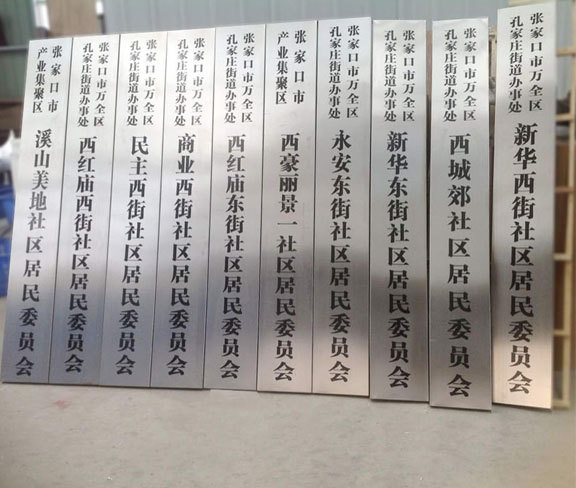 张家口市
产业集聚区
溪山美地社区居民委员会
张家口市万全区
孔家庄街道办事处
西红庙西街社区居民委员会
张家口市万全区
孔家庄街道办事处
民主西街社区居民委员会
张家口市万全区
孔家庄街道办事处
商业西街社区居民委员会
张家口市万全区
孔家庄街道办事处
西红庙东街社区居民委员会
张家口市
产业集聚区
西豪丽景一社区居民委员会
张家口市万全区
孔家庄街道办事处
永安东街社区居民委员会
张家口市万全区
孔家庄街道办事处
新华东街社区居民委员会
张家口市万全区
孔家庄街道办事处
西城郊社区居民委员会
张家口市万全区
孔家庄街道办事处
新华西街社区居民委员会